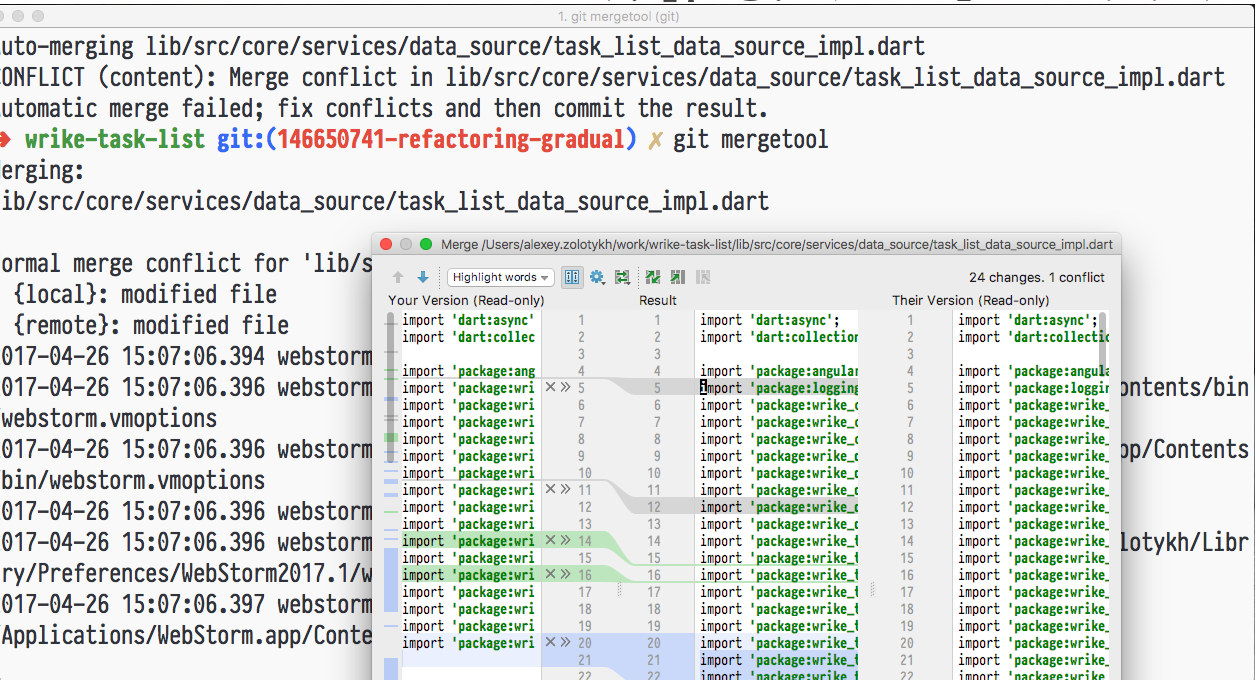 1. git mergetool (git)
uto-merging lib/src/core/services/data_source/task_list_data_source_impl.dart
ONFLICT (content): Merge conflict in lib/src/core/services/data_source/task_list_data_source_impl.dart
utomatic merge failed; fix conflicts and then commit the result.
→ wrike-task-list git:(146650741-refactoring-gradual) ✗ git mergetool
erging:
ib/src/core/services/data_source/task_list_data_source_impl.dart
ormal merge conflict for 'lib/s
{local}: modified file
{remote}: modified file
2017-04-26 15:07:06.394 webstorm
2017-04-26 15:07:06.396 webstorm ontents/bin
/webstorm.vmoptions
2017-04-26 15:07:06.396 webstorm pp/Contents
/bin/webstorm.vmoptions
2017-04-26 15:07:06.396 webstorm
2017-04-26 15:07:06.396 webstorm lotykh/Libr
ry/Preferences/WebStorm2017.1/w
2017-04-26 15:07:06.397 webstorm
/Applications/WebStorm.app/Conte
Merge /Users/alexey.zolotykh/work/wrike-task-list/lib/src/core/services/data_source/task_list_data_source_impl.dart
Highlight words 24 changes. 1 conflict
Your Version (Read-only) Result Their Version (Read-only)
import 'dart:async' 1 1 import 'dart:async'; 1 import 'dart:async';
import 'dart:collec 2 2 import 'dart:collection 2 import 'dart:collectio
3 3 3
import 'package:ang 4 4 import 'package:angular 4 import 'package:angula
import 'package:wri 5 5 import 'package:logging 5 import 'package:loggin
import 'package:wri 6 6 import 'package:wrike_c 6 import 'package:wrike_
import 'package:wri 7 7 import 'package:wrike_c 7 import 'package:wrike_
import 'package:wri 8 8 import 'package:wrike_c 8 import 'package:wrike_
import 'package:wri 9 9 import 'package:wrike_c 9 import 'package:wrike_
import 'package:wri 10 10 import 'package:wrike_c 10 import 'package:wrike_
import 'package:wri 11 11 import 'package:wrike_c 11 import 'package:wrike_
import 'package:wri 12 12 import 'package:wrike_c 12 import 'package:wrike_
import 'package:wri 13 13 import 'package:wrike_c 13 import 'package:wrike_
import 'package:wri 14 14 import 'package:wrike_t 14 import 'package:wrike_
import 'package:wri 15 15 import 'package:wrike_t 15 import 'package:wrike_
import 'package:wri 16 16 import 'package:wrike_t 16 import 'package:wrike_
import 'package:wri 17 17 import 'package:wrike_t 17 import 'package:wrike_
import 'package:wri 18 18 import 'package:wrike_t 18 import 'package:wrike_
import 'package:wri 19 19 import 'package:wrike_t 19 import 'package:wrike_
import 'package:wri 20 20 import 'package:wrike_t 20 import 'package:wrike_
21 21 import 'package:wrike_t 21 import 'package:wrike_
22 22 import 'package:wrike_t 22 import 'package:wrike_